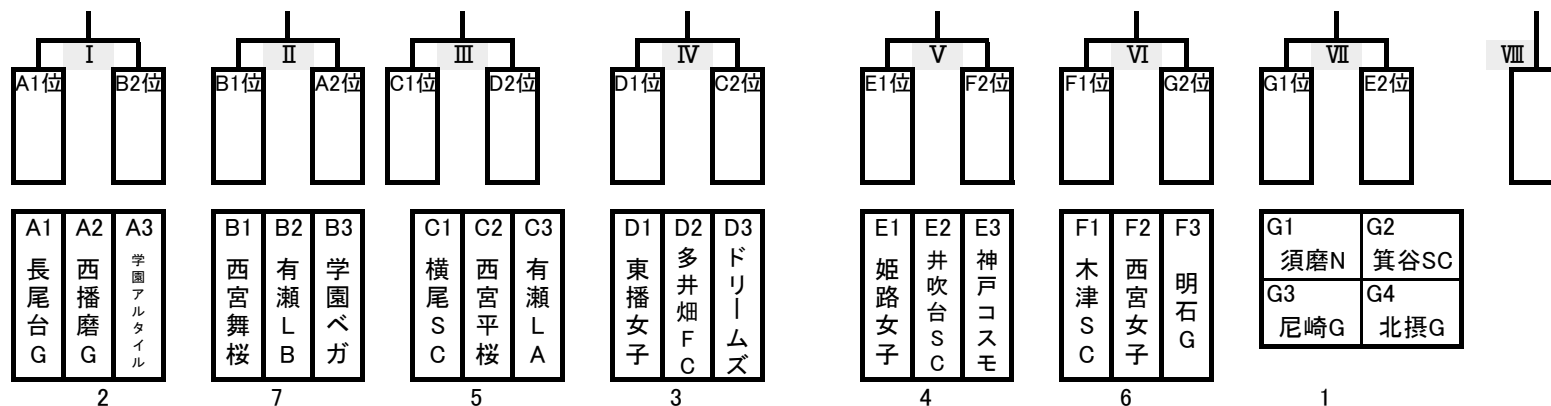 Ⅰ Ⅱ Ⅲ Ⅳ Ⅴ Ⅵ Ⅶ Ⅷ
A1位 B2位 B1位 A2位 C1位 D2位 D1位 C2位 E1位 F2位 F1位 G2位 G1位 E2位
A1 長尾台G
A2 西播磨G
A3 学園アルタイル
B1 西宮舞桜
B2 有瀬LB
B3 学園ベガ
C1 横尾SC
C2 西宮平桜
C3 有瀬LA
D1 東播女子
D2 多井畑FC
D3 ドリームズ
E1 姫路女子
E2 井吹台SC
E3 神戸コスモ
F1 木津SC
F2 西宮女子
F3 明石G
G1 須磨N
G2 箕谷SC
G3 尼崎G
G4 北摂G
2 7 5 3 4 6 1